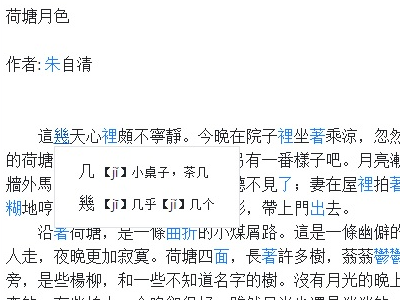 荷塘月色
作者: 朱自清
這幾天心裡頗不寧靜。今晚在院子裡坐著乘涼，忽然
的荷塘 有一番樣子吧。月亮漸
几【jī】小桌子，茶几
牆外馬 不見了；妻在屋裡拍著
幾【jī】几乎【jǐ】几个
糊地哼 ，帶上門出去。
沿著荷塘，是一條曲折的小煤屑路。這是一條幽僻的
人走，夜晚更加寂寞。荷塘四面，長著許多樹，蓊蓊鬱鬱
旁，是些楊柳，和一些不知道名字的樹。沒有月光的晚上